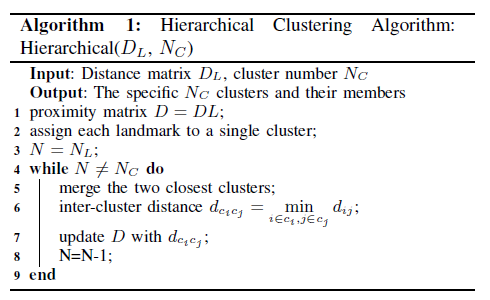 Algorithm 1: Hierarchical Clustering Algorithm:
Hierarchical(D_L, N_C)
Input: Distance matrix D_L, cluster number N_C
Output: The specific N_C clusters and their members
1 proximity matrix D = DL;
2 assign each landmark to a single cluster;
3 N = N_L;
4 while N ≠ N_C do
5 merge the two closest clusters;
6 inter-cluster distance d_{c_i c_j} = min_{i∈c_i, j∈c_j} d_{ij};
7 update D with d_{c_i c_j};
8 N=N-1;
9 end